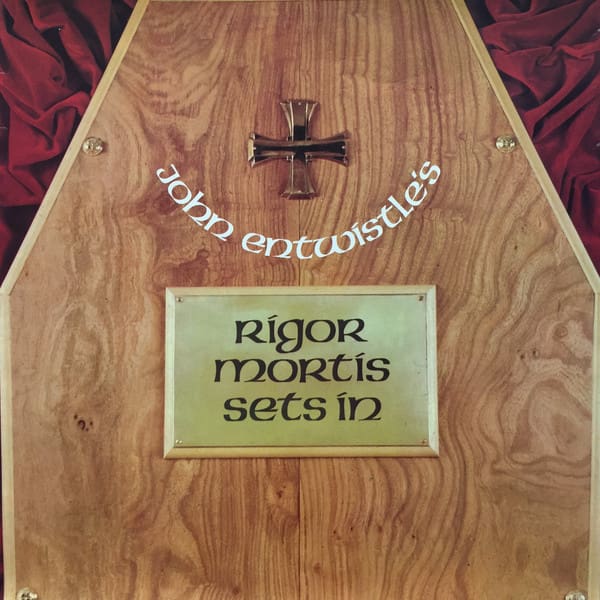 John Entwistle's
Rigor
Mortis
Sets in